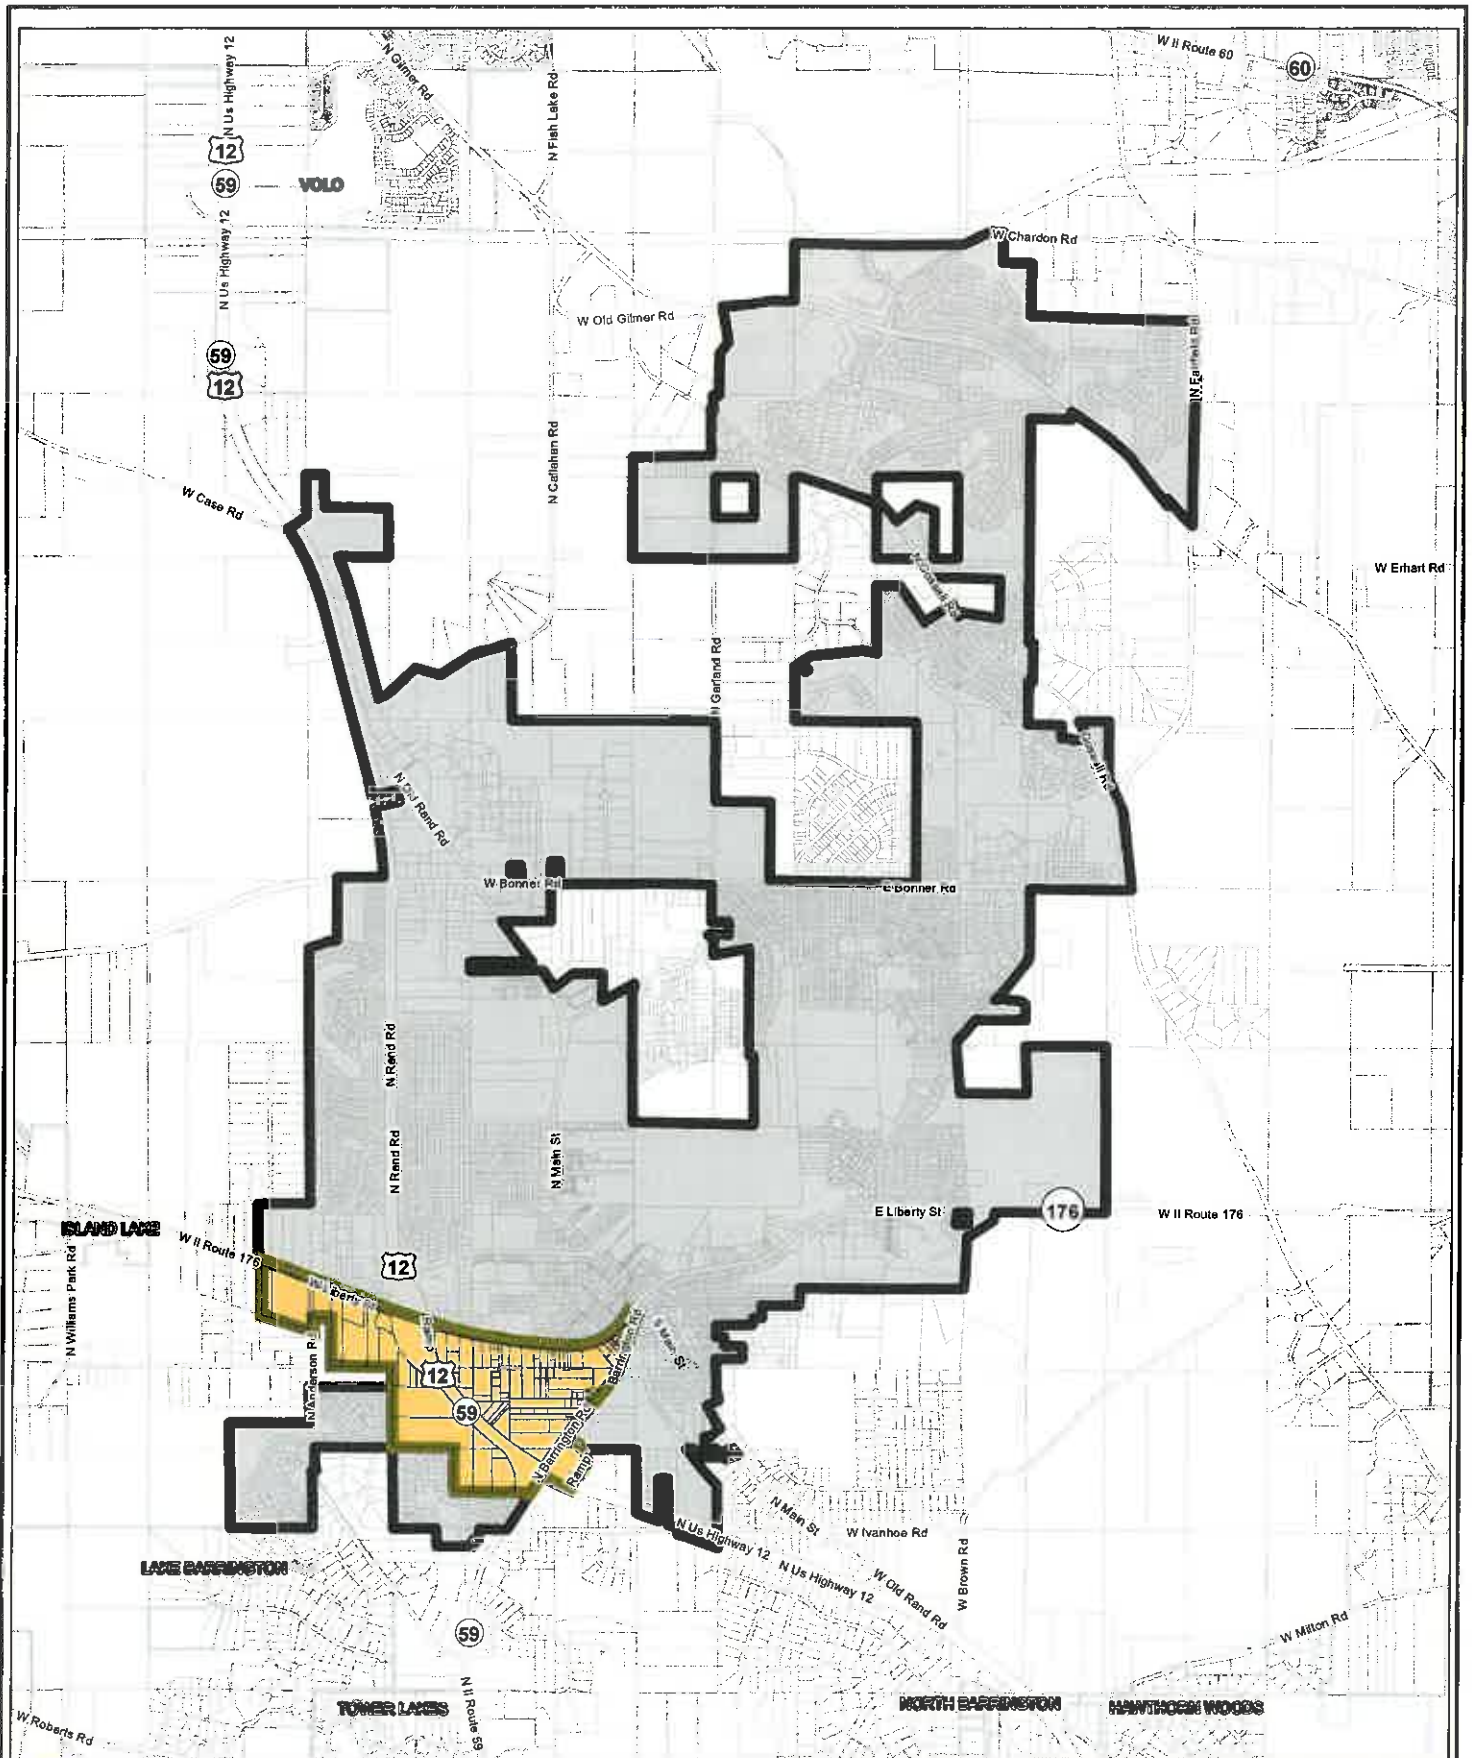 W Il Route 60
60
N Us Highway 12
N Gilmer Rd
N Fish Lake Rd
12
59
VOLO
N Us Highway 12
W Chardon Rd
W Old Gilmer Rd
59
12
N Fairfield Rd
N Callahan Rd
W Case Rd
W Erhart Rd
N Garland Rd
N Old Rand Rd
W Bonner Rd
E Bonner Rd
N Rand Rd
N Rand Rd
N Main St
E Liberty St
176
W Il Route 176
ISLAND LAKE
W Il Route 176
N Williams Park Rd
12
W Liberty St
S Main St
Barrington Rd
N Anderson Rd
12
59
N Barrington Rd
Ramp
N Us Highway 12
N Main St
W Ivanhoe Rd
N Us Highway 12
W Old Rand Rd
W Brown Rd
LAKE BARRINGTON
59
W Milton Rd
N Il Route 59
TOWER LAKES
NORTH BARRINGTON
HAWTHORN WOODS
W Roberts Rd